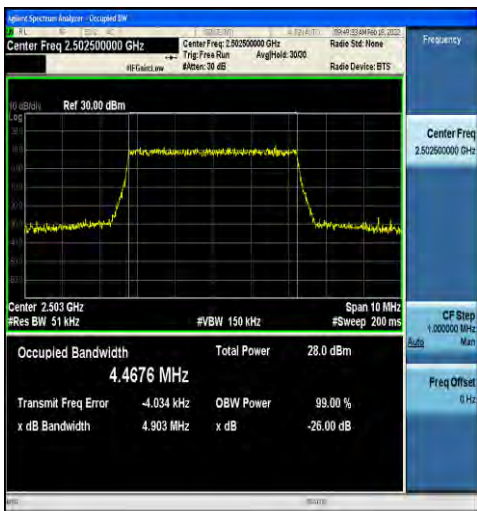 Agilent Spectrum Analyzer - Occupied BW
RL
Center Freq 2.502500000 GHz
#IFGain:Low
Center Freq: 2.502500000 GHz
Trig: Free Run Avg|Hold: 30/30
#Atten: 30 dB
Radio Std: None
Radio Device: BTS
Frequency
10 dB/div Ref 30.00 dBm
Log
Center Freq
2.502500000 GHz
Center 2.503 GHz
Span 10 MHz
#Res BW 51 kHz #VBW 150 kHz #Sweep 200 ms
CF Step
1.000000 MHz
Auto Man
Occupied Bandwidth
4.4676 MHz
Total Power 28.0 dBm
Freq Offset
0 Hz
Transmit Freq Error -4.034 kHz OBW Power 99.00 %
x dB Bandwidth 4.903 MHz x dB -26.00 dB